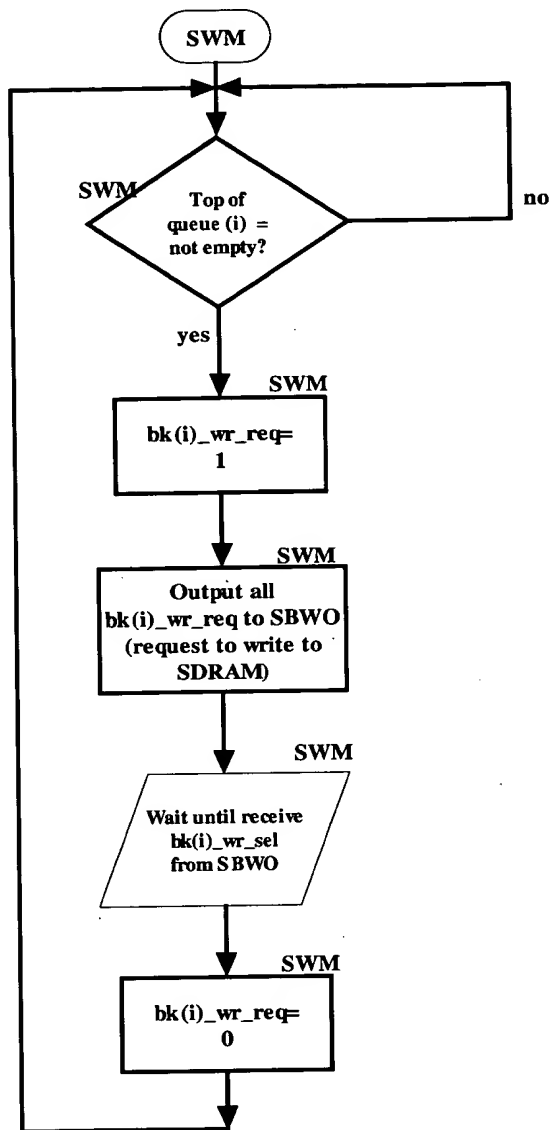 SWM
SWM
Top of
queue (i) =
not empty?
no
yes
SWM
bk(i)_wr_req=
1
SWM
Output all
bk(i)_wr_req to SBWO
(request to write to
SDRAM)
SWM
Wait until receive
bk(i)_wr_sel
from SBWO
SWM
bk(i)_wr_req=
0